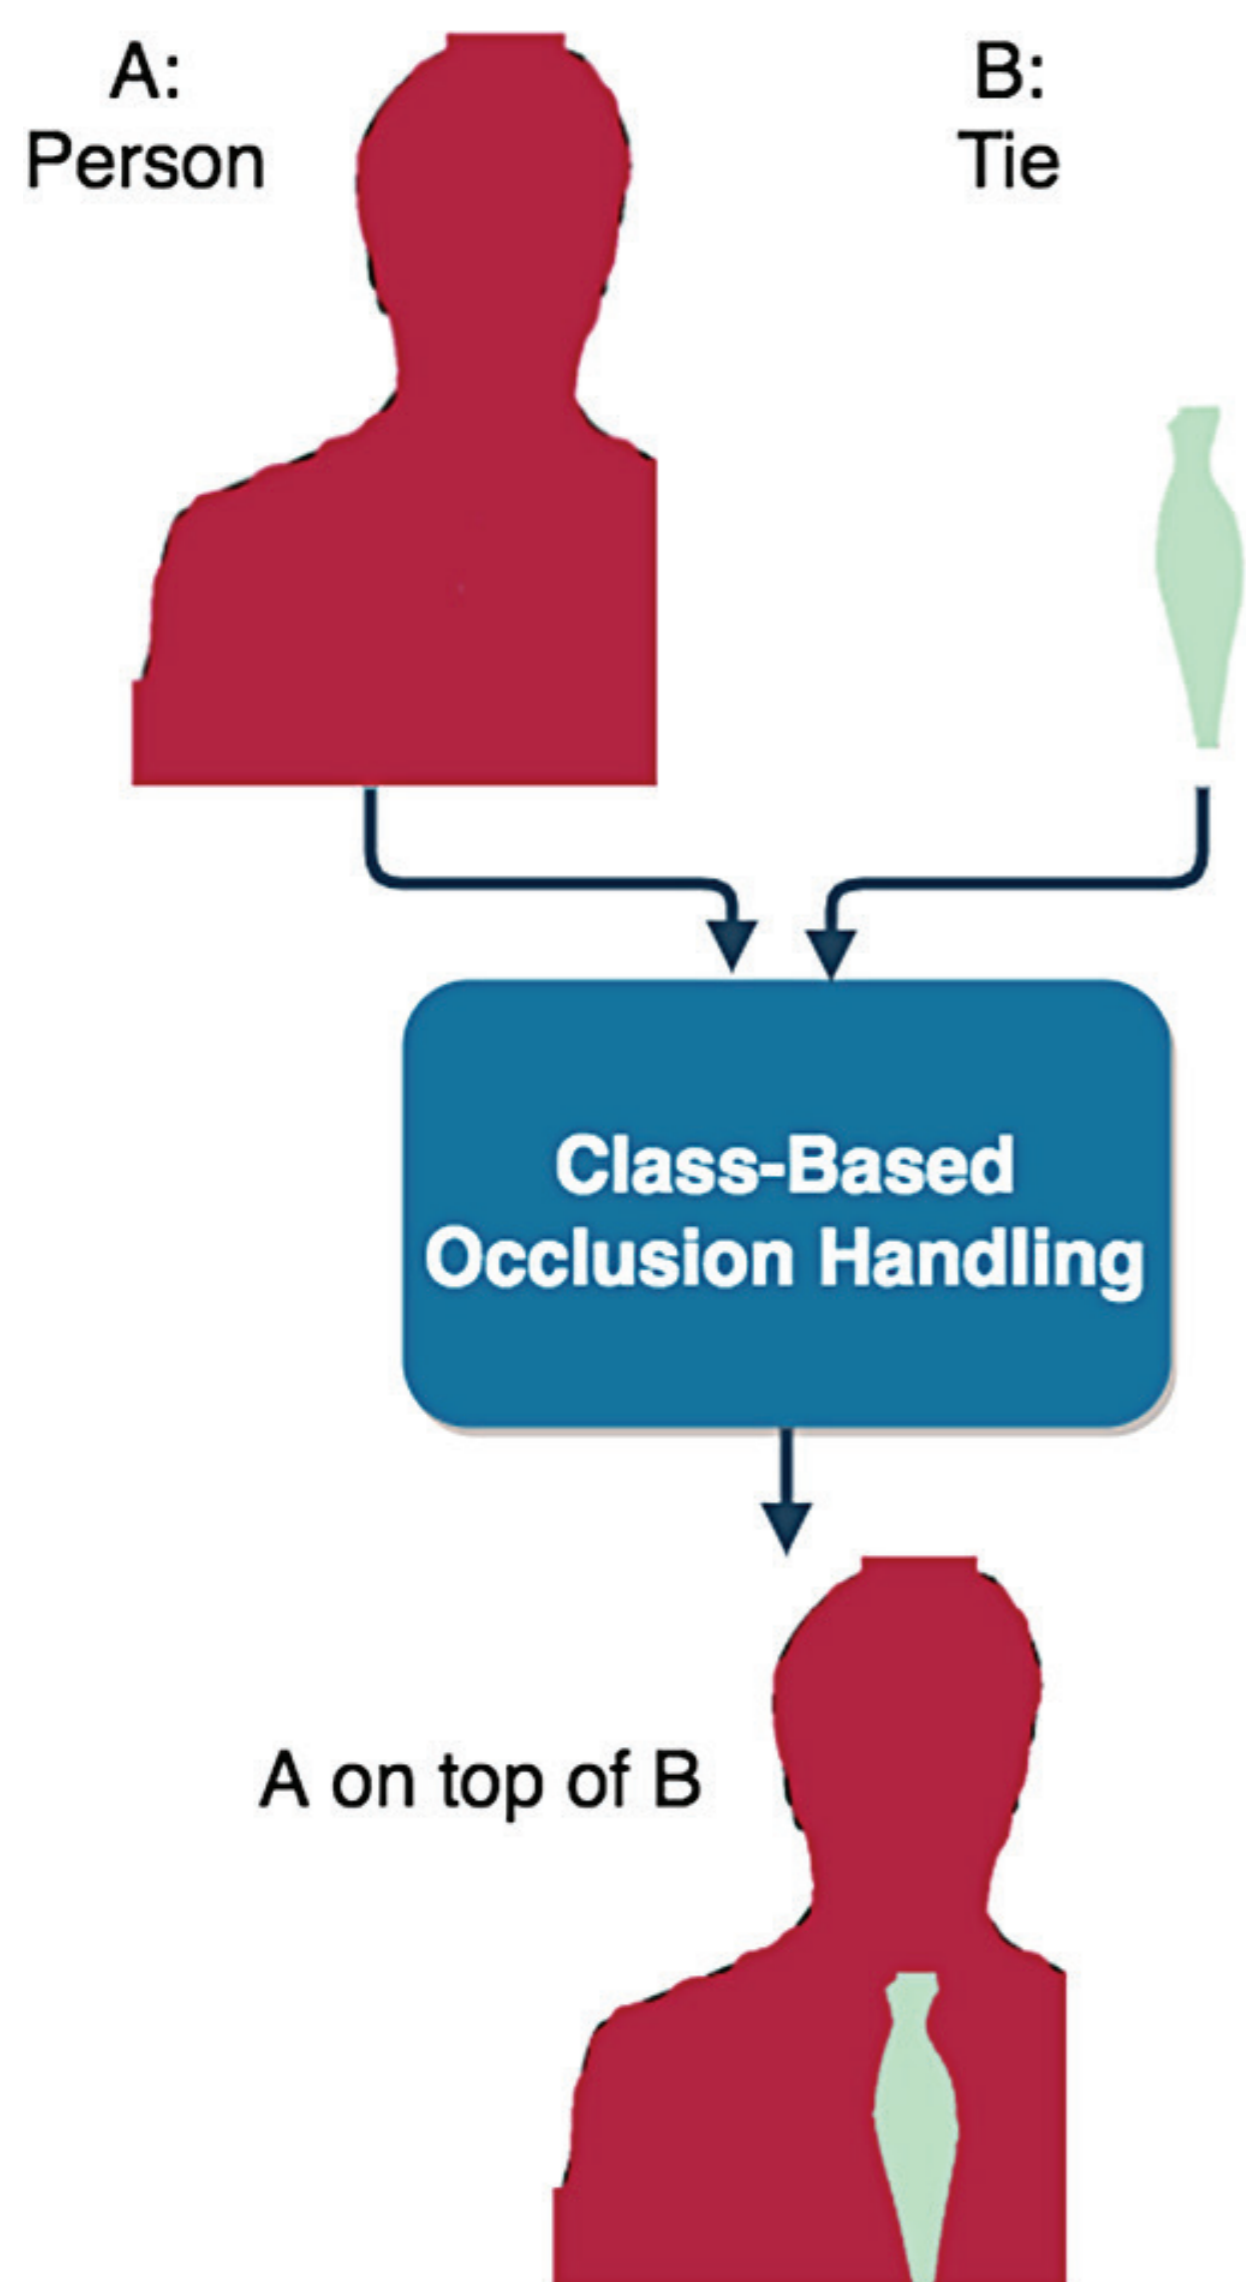 A:
Person
B:
Tie
Class-Based
Occlusion Handling
A on top of B